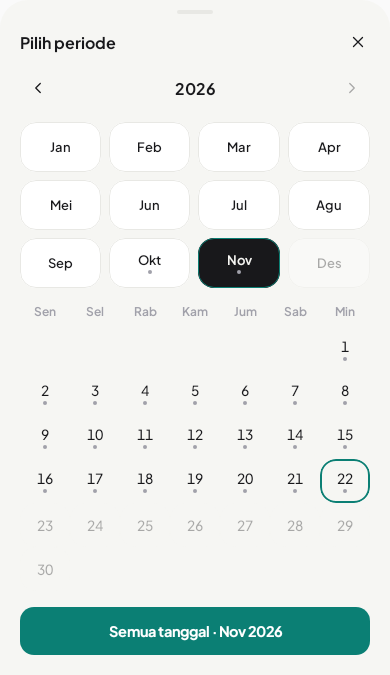 Pilih periode
2026
Jan Feb Mar Apr
Mei Jun Jul Agu
Sep Okt Nov Des
Sen Sel Rab Kam Jum Sab Min
1
2 3 4 5 6 7 8
9 10 11 12 13 14 15
16 17 18 19 20 21 22
23 24 25 26 27 28 29
30
Semua tanggal · Nov 2026